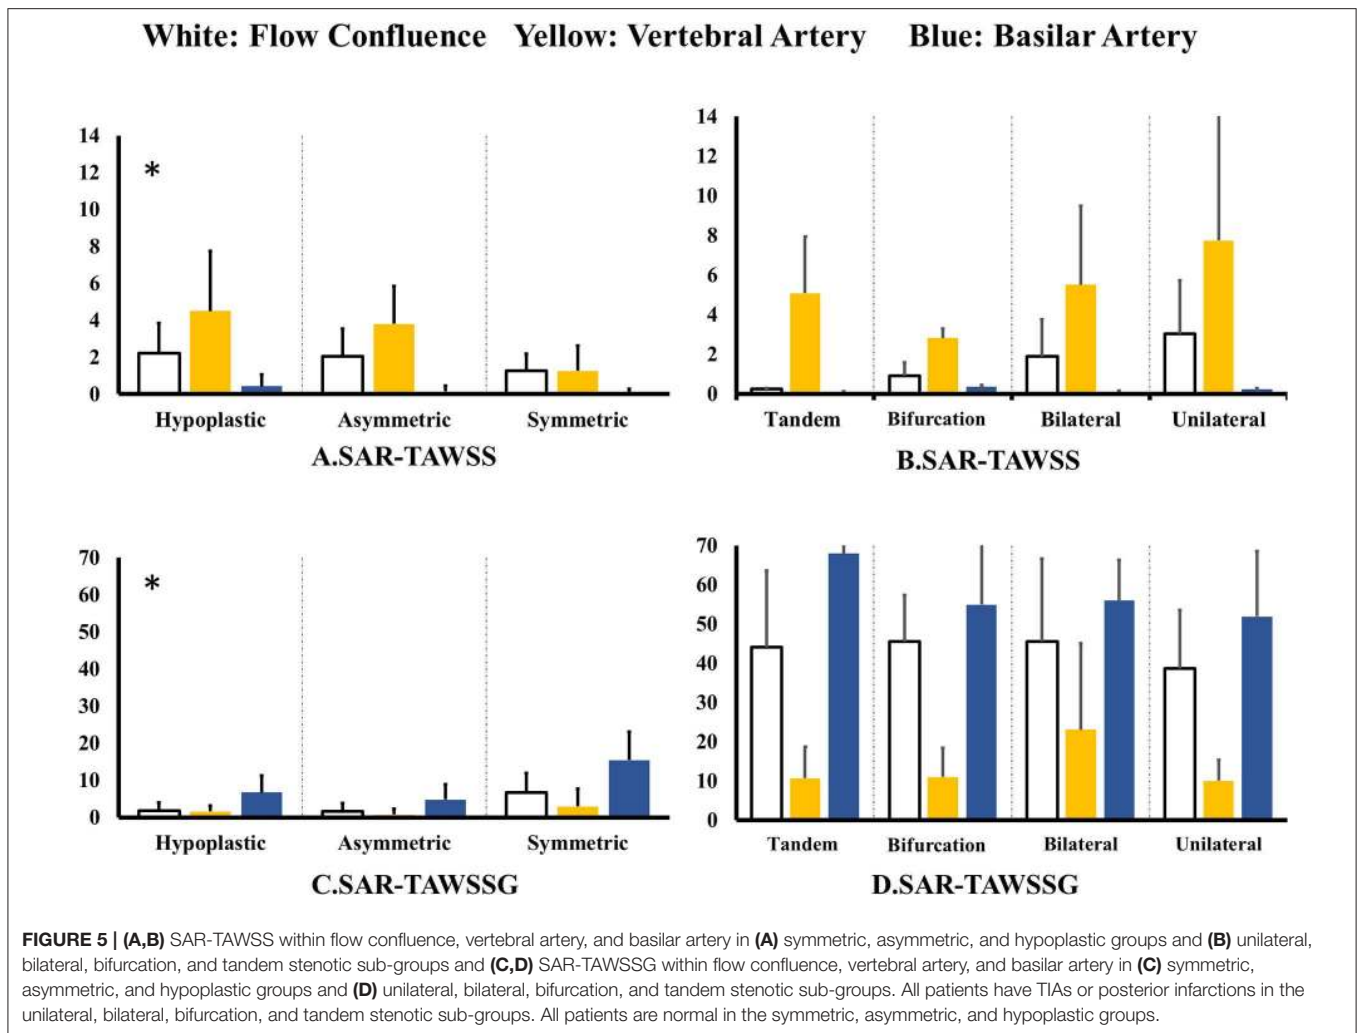 White: Flow Confluence Yellow: Vertebral Artery Blue: Basilar Artery
14
12
10
8
6
4
2
0
*
Hypoplastic Asymmetric Symmetric
A.SAR-TAWSS
14
12
10
8
6
4
2
0
Tandem Bifurcation Bilateral Unilateral
B.SAR-TAWSS
70
60
50
40
30
20
10
0
*
Hypoplastic Asymmetric Symmetric
C.SAR-TAWSSG
70
60
50
40
30
20
10
0
Tandem Bifurcation Bilateral Unilateral
D.SAR-TAWSSG
FIGURE 5 | (A,B) SAR-TAWSS within flow confluence, vertebral artery, and basilar artery in (A) symmetric, asymmetric, and hypoplastic groups and (B) unilateral,
bilateral, bifurcation, and tandem stenotic sub-groups and (C,D) SAR-TAWSSG within flow confluence, vertebral artery, and basilar artery in (C) symmetric,
asymmetric, and hypoplastic groups and (D) unilateral, bilateral, bifurcation, and tandem stenotic sub-groups. All patients have TIAs or posterior infarctions in the
unilateral, bilateral, bifurcation, and tandem stenotic sub-groups. All patients are normal in the symmetric, asymmetric, and hypoplastic groups.